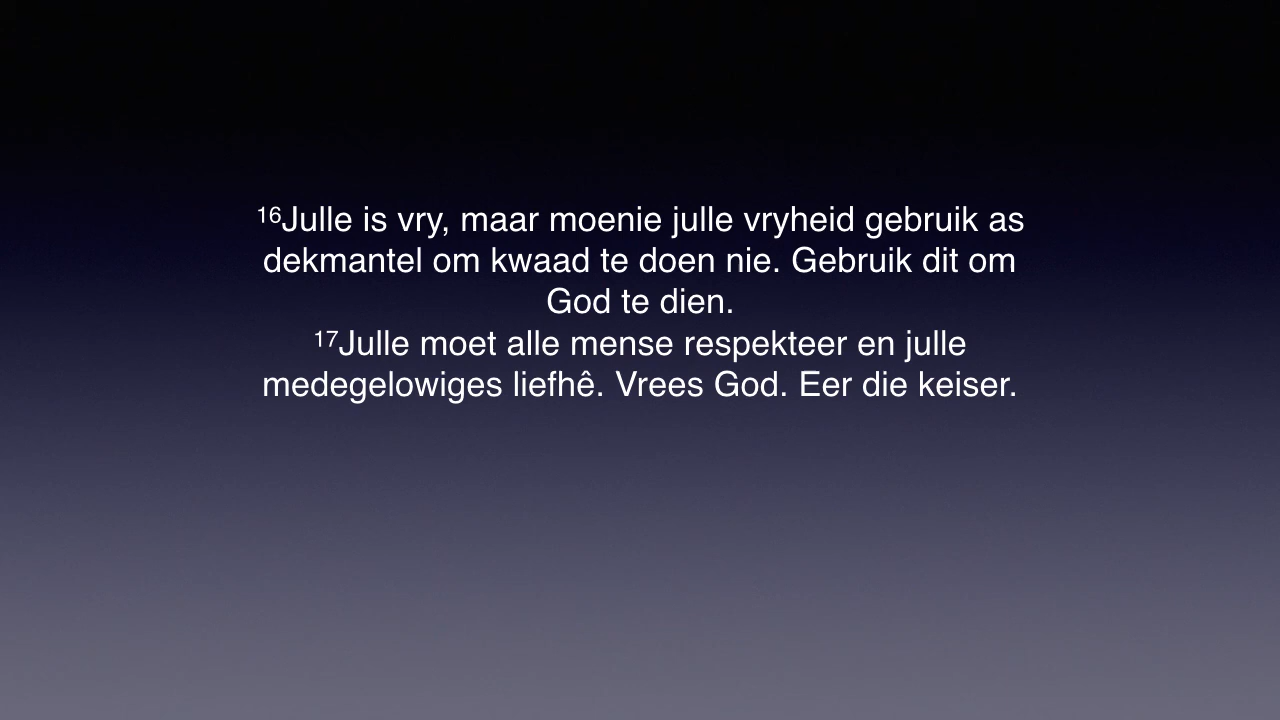 ¹⁶Julle is vry, maar moenie julle vryheid gebruik as
dekmantel om kwaad te doen nie. Gebruik dit om
God te dien.
¹⁷Julle moet alle mense respekteer en julle
medegelowiges liefhê. Vrees God. Eer die keiser.